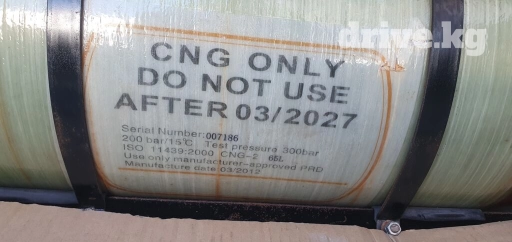 drive.kg
CNG ONLY
DO NOT USE
AFTER 03/2027
Serial Number: 007186
200 bar/15℃ Test pressure 300bar
ISO 11439:2000 CNG-2 65L
Use only manufacturer-approved PRD
Manufacture date 03/2012